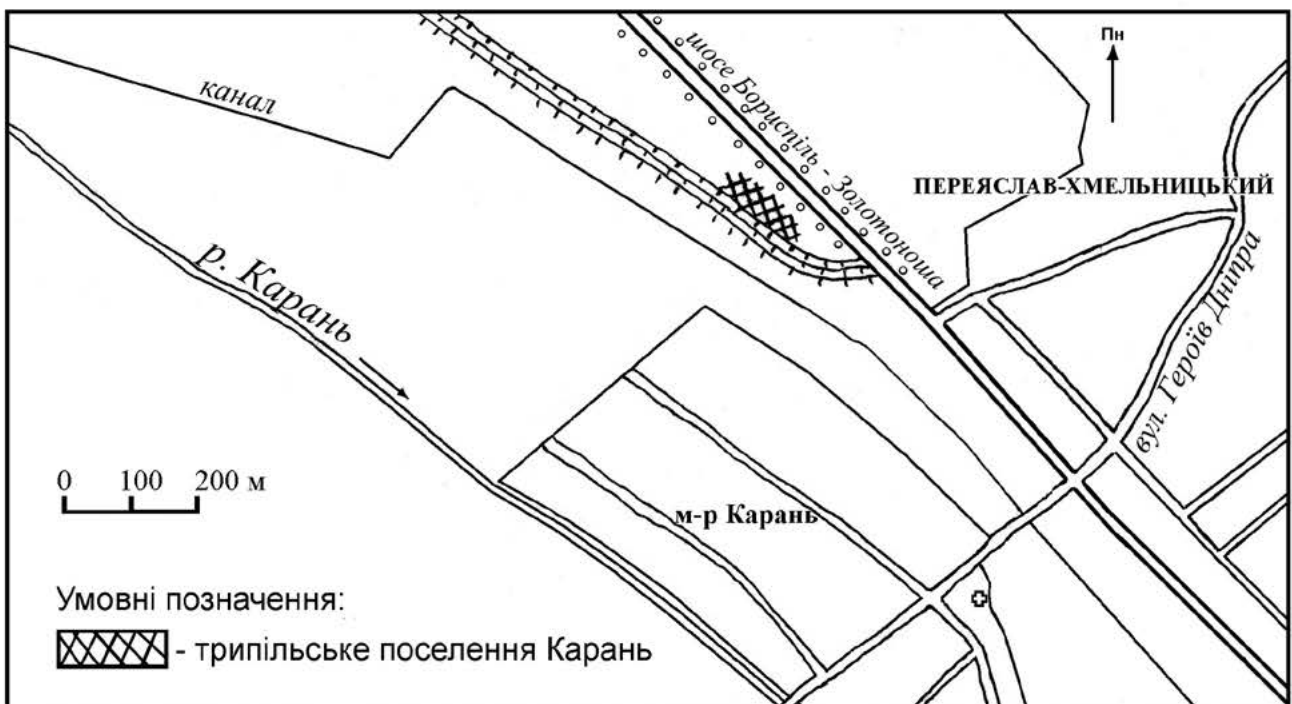 Пн
канал
шосе Бориспіль - Золотоноша
ПЕРЕЯСЛАВ-ХМЕЛЬНИЦЬКИЙ
р. Карань
вул. Героїв Дніпра
0 100 200 м
м-р Карань
Умовні позначення:
- трипільське поселення Карань